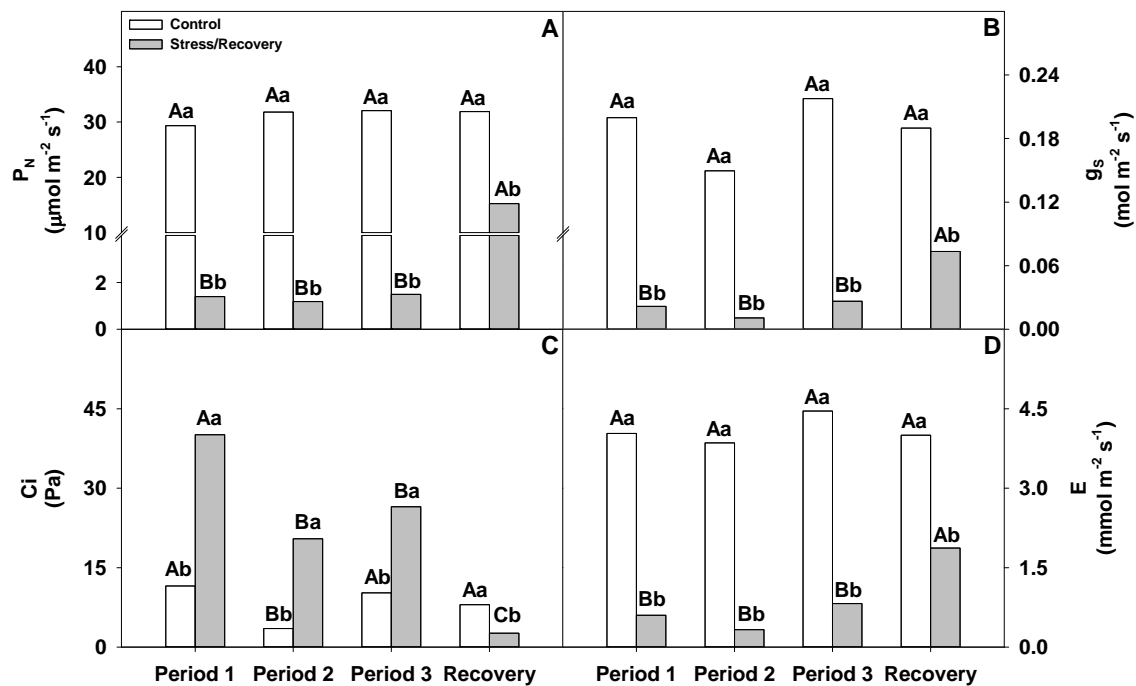 Control
Stress/Recovery
A
B
40
30
20
10
2
0
P_N
(µmol m⁻² s⁻¹)
Aa
Aa
Aa
Aa
Bb
Bb
Bb
Ab
Aa
Aa
Aa
Aa
Bb
Bb
Bb
Ab
0.24
0.18
0.12
0.06
0.00
g_S
(mol m⁻² s⁻¹)
C
D
45
30
15
0
Ci
(Pa)
Ab
Aa
Bb
Ba
Ab
Ba
Aa
Cb
Aa
Bb
Aa
Bb
Aa
Bb
Aa
Ab
4.5
3.0
1.5
0.0
E
(mmol m⁻² s⁻¹)
Period 1 Period 2 Period 3 Recovery
Period 1 Period 2 Period 3 Recovery